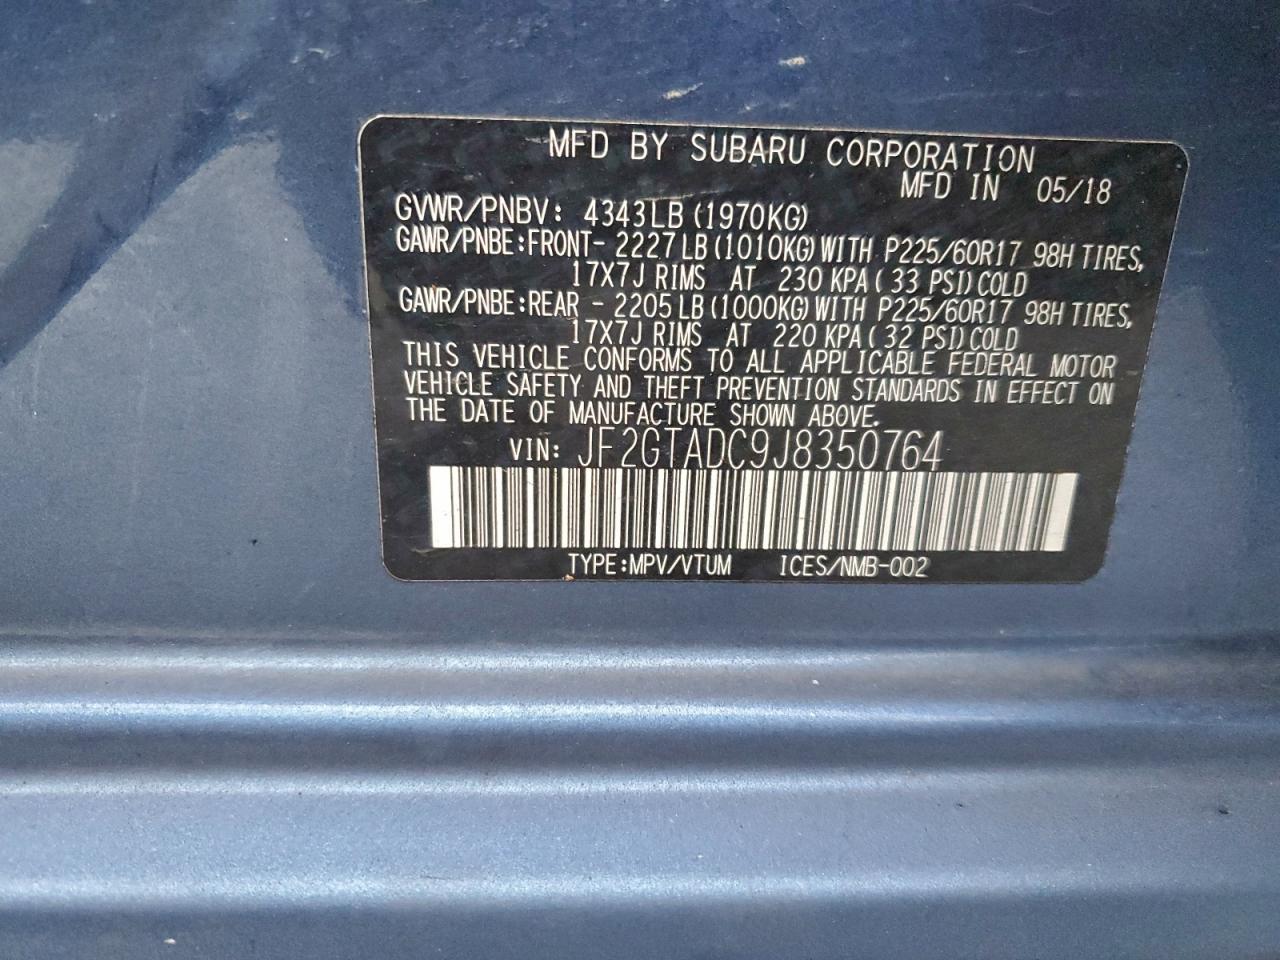 MFD BY SUBARU CORPORATION
MFD IN 05/18
GVWR/PNBV: 4343LB(1970KG)
GAWR/PNBE:FRONT- 2227LB(1010KG)WITH P225/60R17 98H TIRES,
17X7J RIMS AT 230 KPA(33 PSI)COLD
GAWR/PNBE:REAR - 2205LB(1000KG)WITH P225/60R17 98H TIRES,
17X7J RIMS AT 220 KPA(32 PSI)COLD
THIS VEHICLE CONFORMS TO ALL APPLICABLE FEDERAL MOTOR
VEHICLE SAFETY AND THEFT PREVENTION STANDARDS IN EFFECT ON
THE DATE OF MANUFACTURE SHOWN ABOVE.
VIN: JF2GTADC9J8350764
TYPE:MPV/VTUM ICES/NMB-002